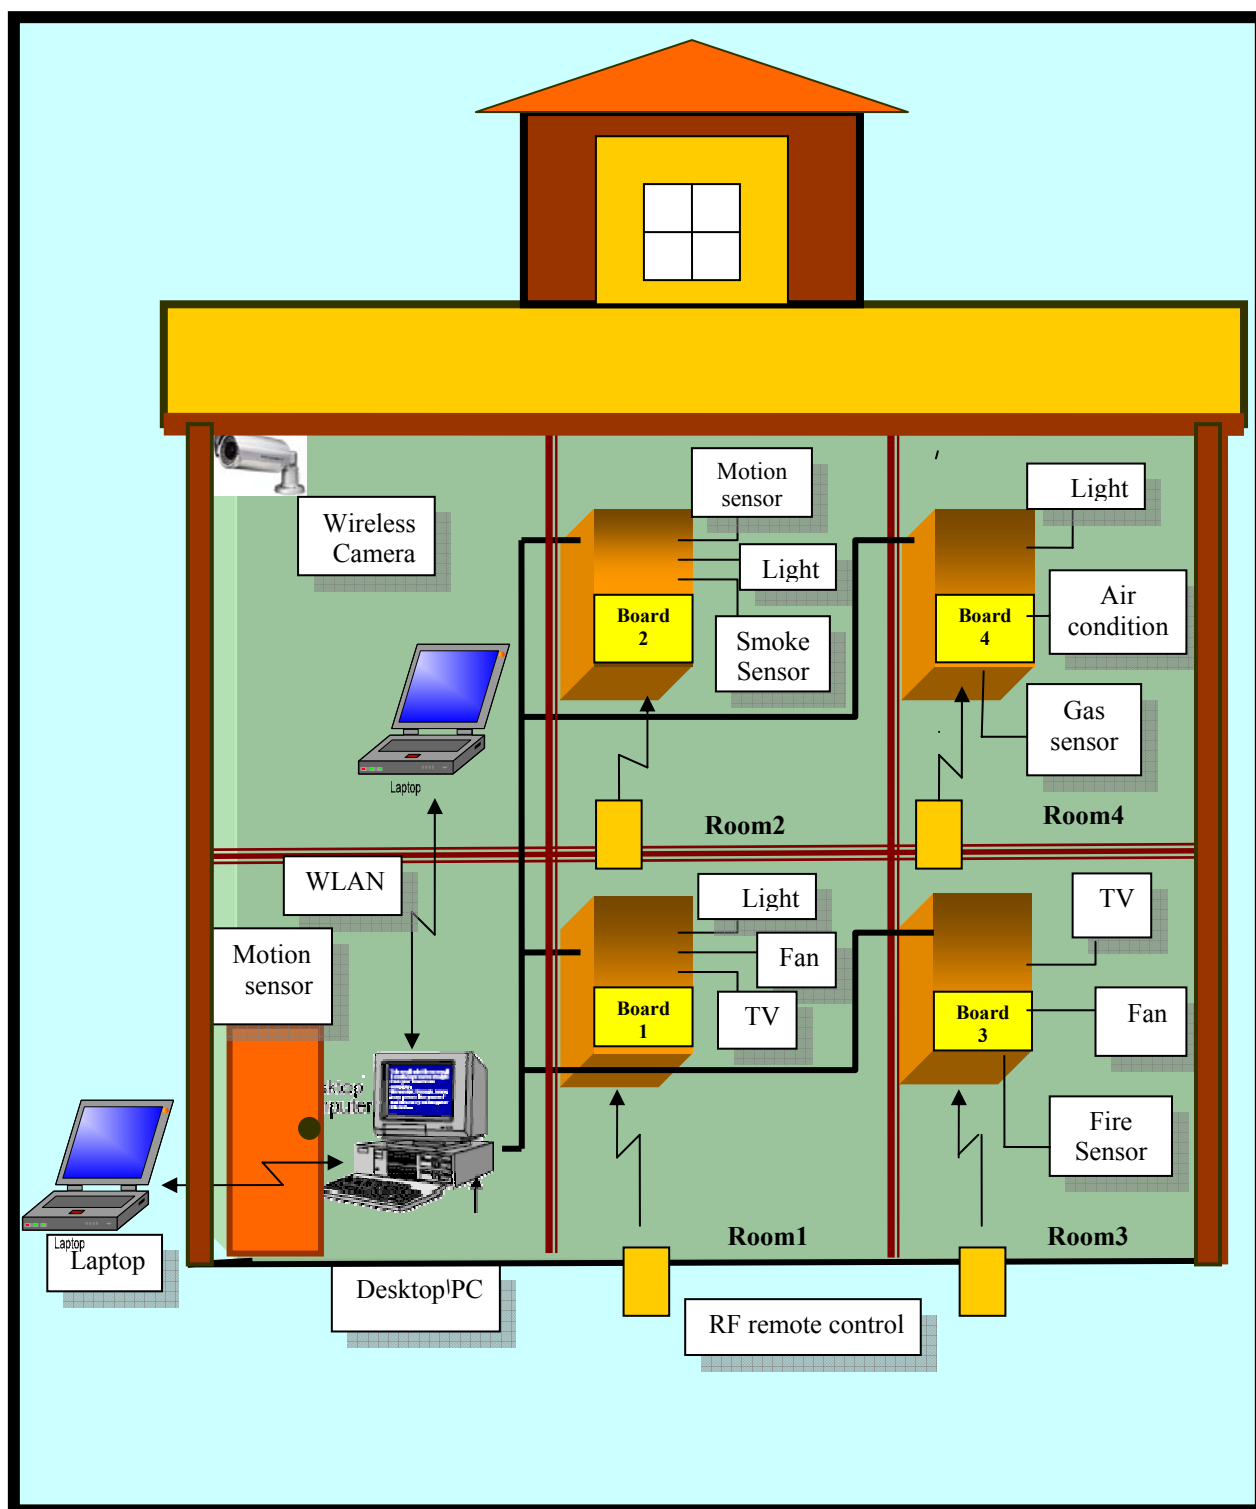 Motion
sensor
Light
Wireless
Camera
Light
Air
condition
Board
2
Board
4
Smoke
Sensor
Gas
sensor
Laptop
Room2
Room4
WLAN
Light
TV
Motion
sensor
Fan
TV
Board
1
Board
3
Fan
Fire
Sensor
Room1
Room3
Laptop
Laptop
Desktop PC
RF remote control